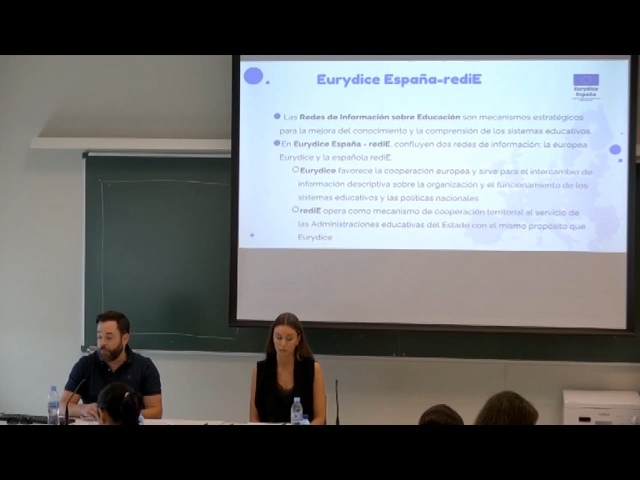 Eurydice España-rediE
Eurydice
España
Las Redes de Información sobre Educación son mecanismos estratégicos
para la mejora del conocimiento y la comprensión de los sistemas educativos.
En Eurydice España - rediE, confluyen dos redes de información: la europea
Eurydice y la española rediE.
Eurydice favorece la cooperación europea y sirve para el intercambio de
información descriptiva sobre la organización y el funcionamiento de los
sistemas educativos y las políticas nacionales
rediE opera como mecanismo de cooperación territorial al servicio de
las Administraciones educativas del Estado con el mismo propósito que
Eurydice